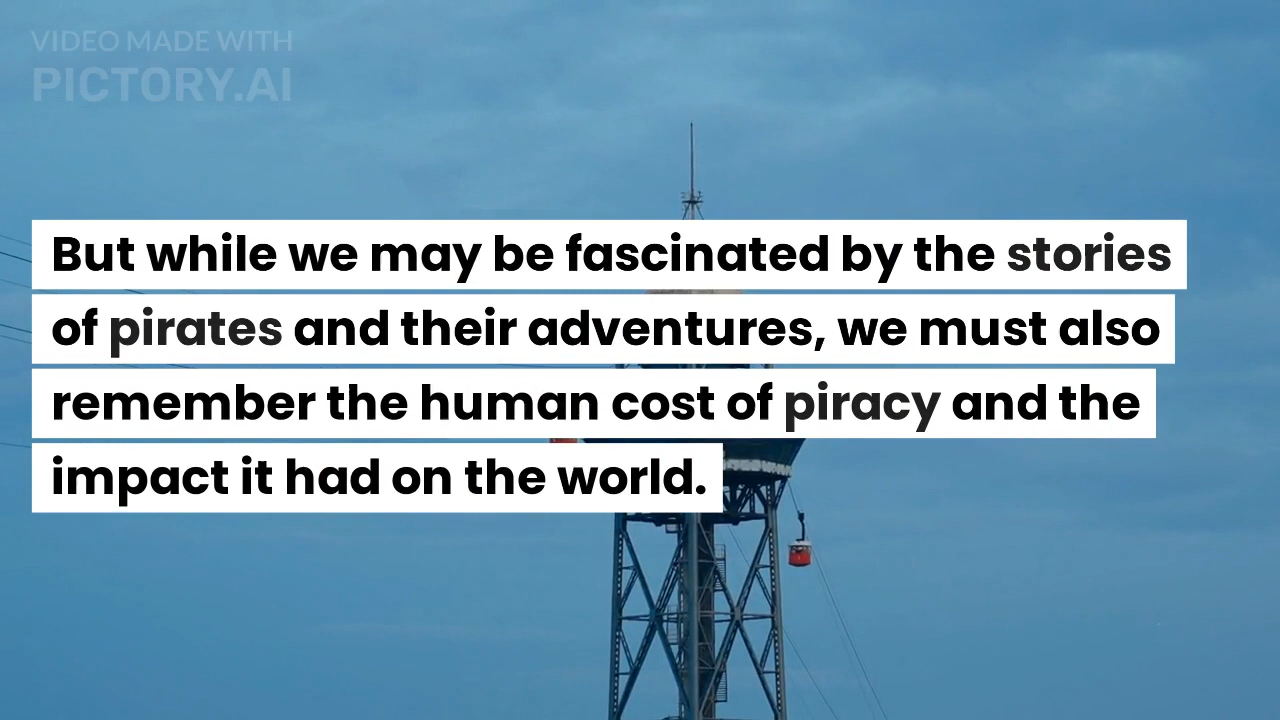 VIDEO MADE WITH
PICTORY.AI
But while we may be fascinated by the stories
of pirates and their adventures, we must also
remember the human cost of piracy and the
impact it had on the world.